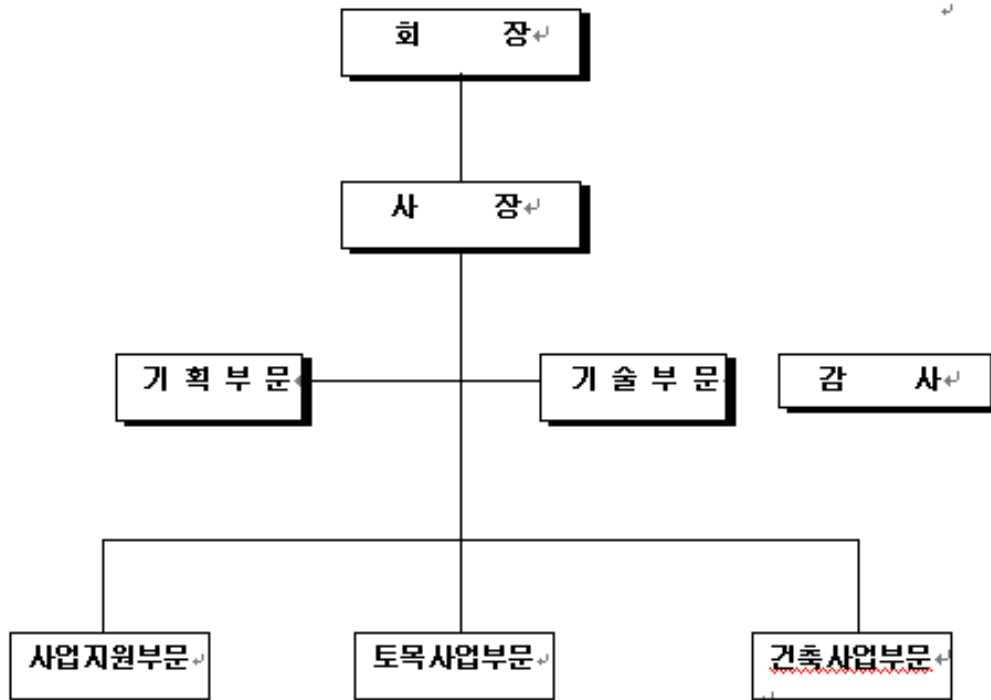 회 장
사 장
기 획 부 문
기 술 부 문
감 사
사업지원부문
토목사업부문
건축사업부문